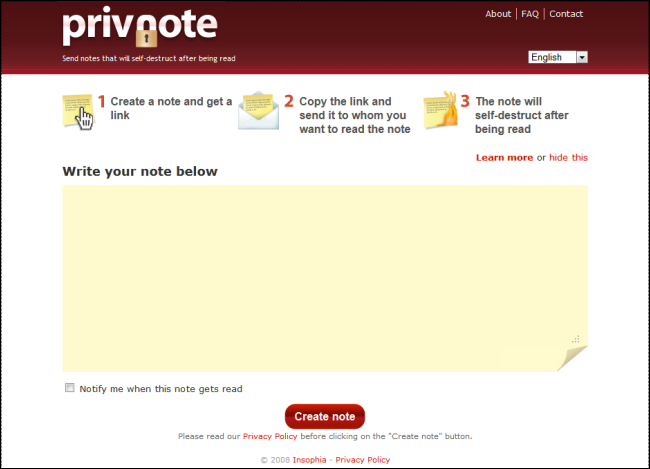 privnote
Send notes that will self-destruct after being read
About | FAQ | Contact
English
1 Create a note and get a
link
2 Copy the link and
send it to whom you
want to read the note
3 The note will
self-destruct after
being read
Learn more or hide this
Write your note below
Notify me when this note gets read
Create note
Please read our Privacy Policy before clicking on the "Create note" button.
© 2008 Insophia - Privacy Policy